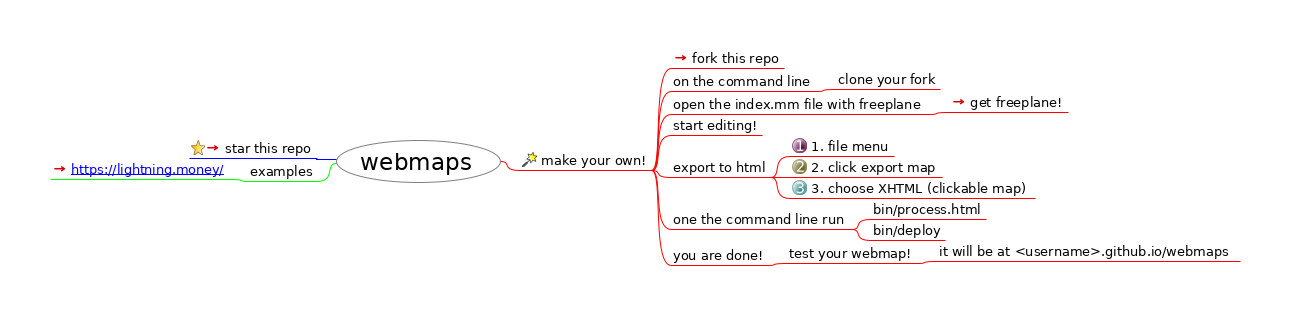 webmaps
star this repo
examples
https://lightning.money/
make your own!
fork this repo
on the command line
clone your fork
open the index.mm file with freeplane
get freeplane!
start editing!
export to html
1 1. file menu
2 2. click export map
3 3. choose XHTML (clickable map)
one the command line run
bin/process.html
bin/deploy
you are done!
test your webmap!
it will be at <username>.github.io/webmaps